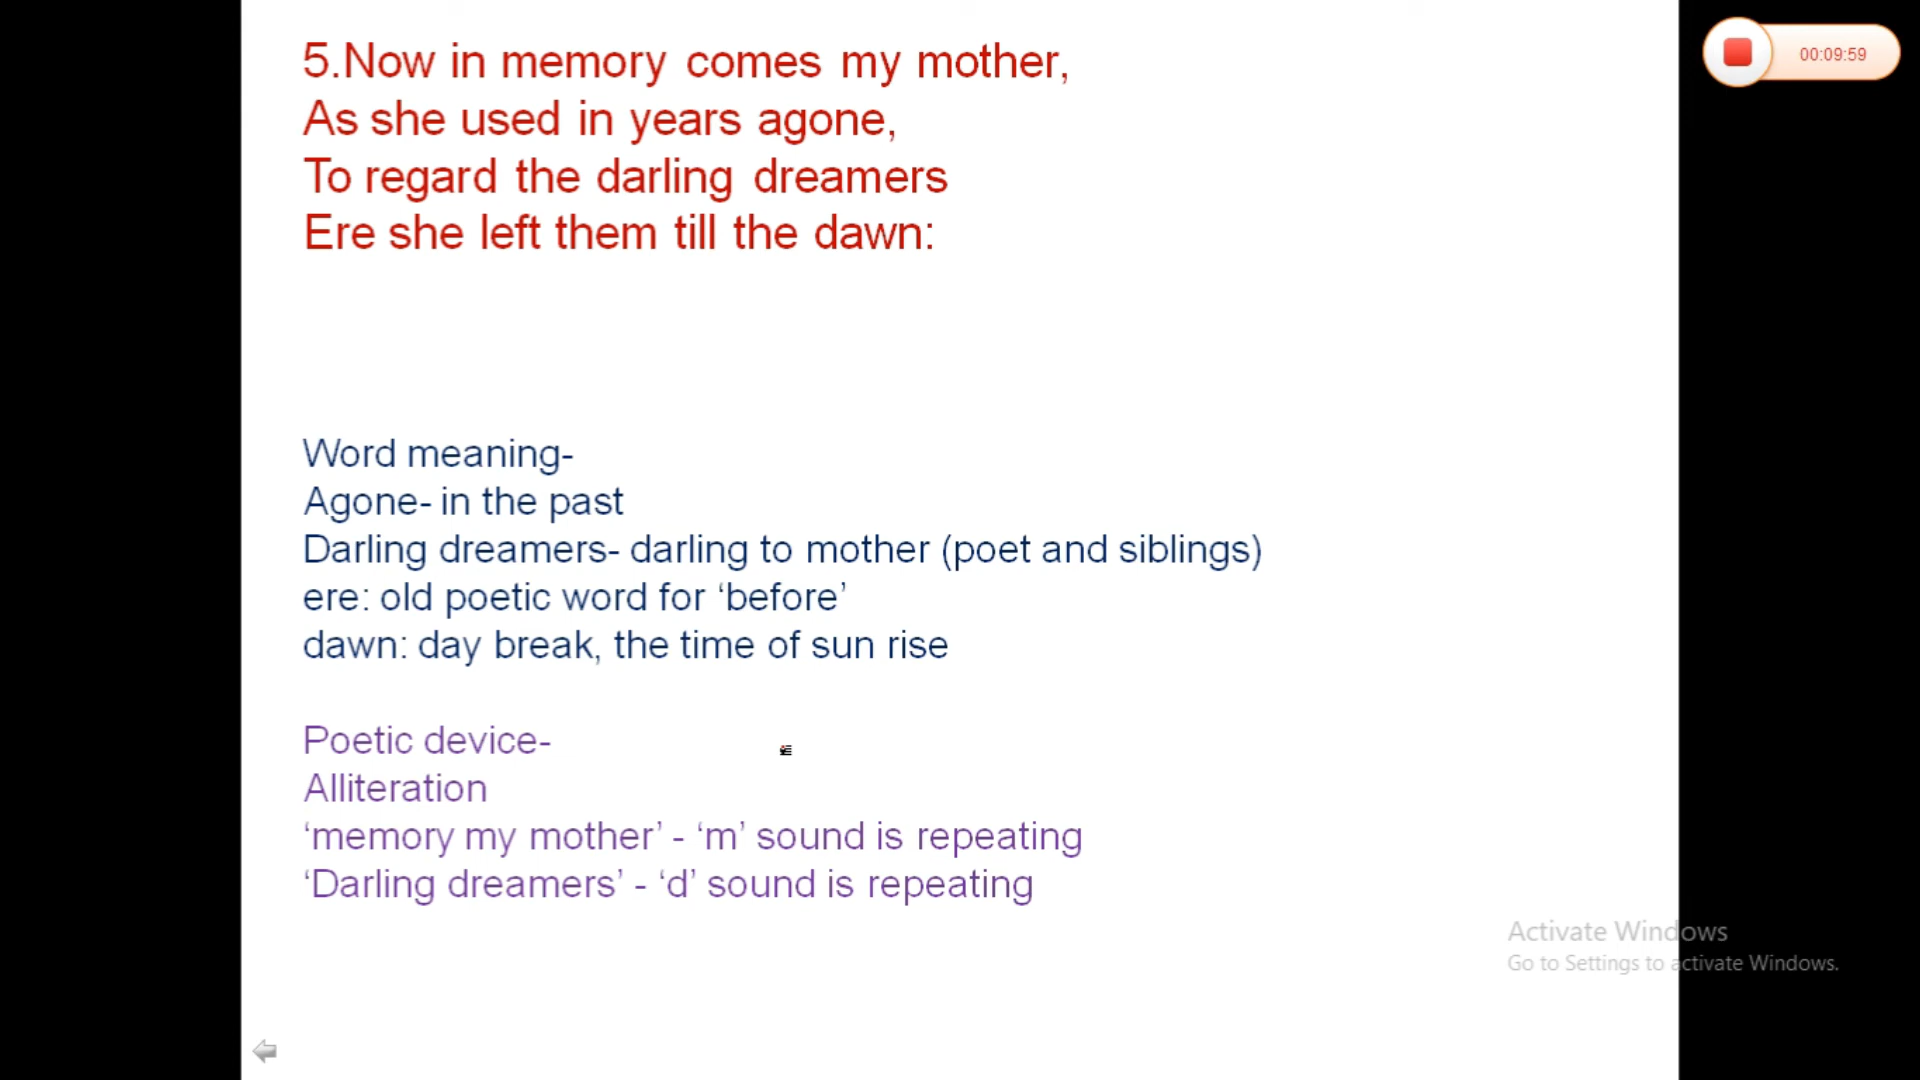 5.Now in memory comes my mother,
As she used in years agone,
To regard the darling dreamers
Ere she left them till the dawn:
Word meaning-
Agone- in the past
Darling dreamers- darling to mother (poet and siblings)
ere: old poetic word for ‘before’
dawn: day break, the time of sun rise
Poetic device-
Alliteration
‘memory my mother’ - ‘m’ sound is repeating
‘Darling dreamers’ - ‘d’ sound is repeating
00:09:59
Activate Windows
Go to Settings to activate Windows.